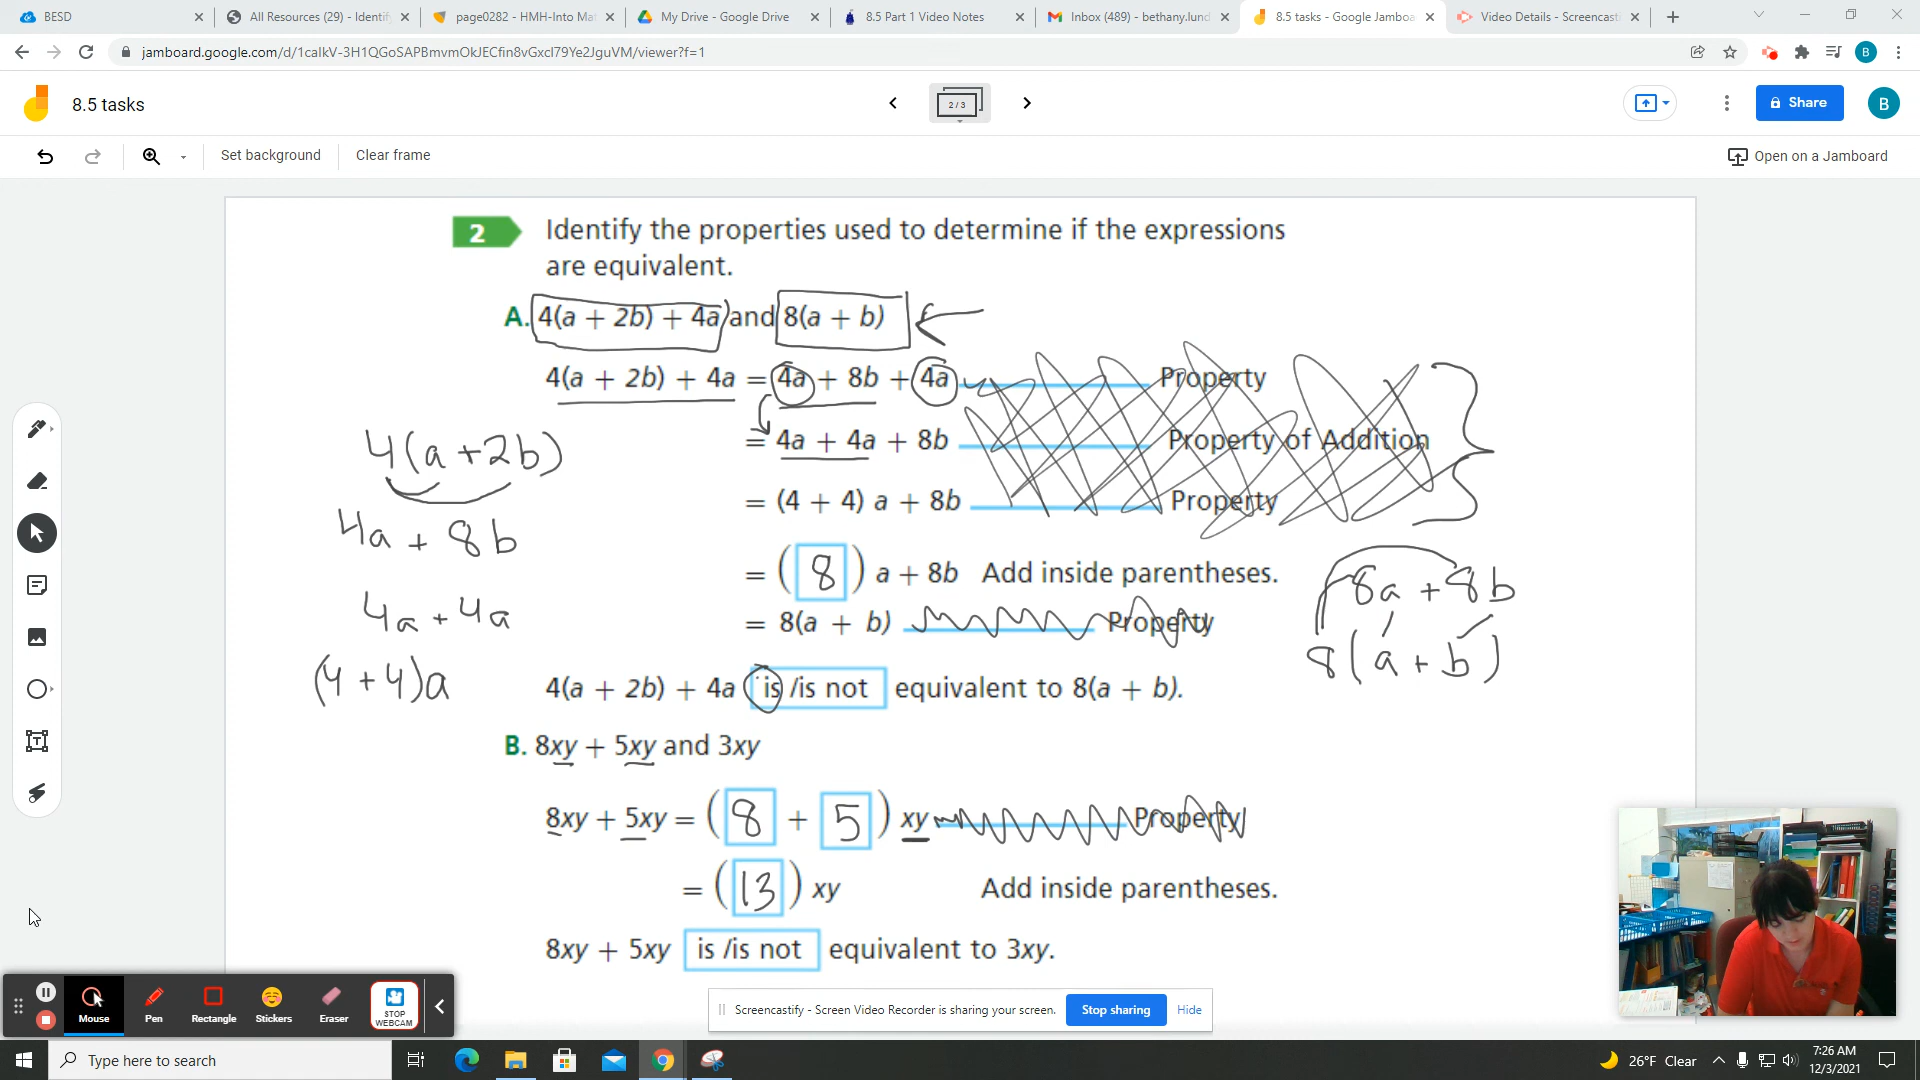 BESD
All Resources (29) - Identify
page0282 - HMH-Into Mat
My Drive - Google Drive
8.5 Part 1 Video Notes
Inbox (489) - bethany.lund
8.5 tasks - Google Jamboa
Video Details - Screencasti
jamboard.google.com/d/1calkV-3H1QGoSAPBmvmOkJECfin8vGxcl79Ye2JguVM/viewer?f=1
B
8.5 tasks
2 / 3
Share
B
Set background
Clear frame
Open on a Jamboard
2 Identify the properties used to determine if the expressions
are equivalent.
A. 4(a + 2b) + 4a and 8(a + b)
4(a + 2b) + 4a = 4a + 8b + 4a Property
= 4a + 4a + 8b Property of Addition
= (4 + 4) a + 8b Property
= (8) a + 8b Add inside parentheses.
= 8(a + b) Property
4(a + 2b) + 4a is /is not equivalent to 8(a + b).
4(a+2b)
4a + 8b
4a + 4a
(4+4)a
8a + 8b
8(a + b)
B. 8xy + 5xy and 3xy
8xy + 5xy = (8 + 5) xy Property
= (13) xy Add inside parentheses.
8xy + 5xy is /is not equivalent to 3xy.
Mouse
Pen
Rectangle
Stickers
Eraser
STOP
WEBCAM
Screencastify - Screen Video Recorder is sharing your screen.
Stop sharing
Hide
Type here to search
26°F Clear
7:26 AM
12/3/2021